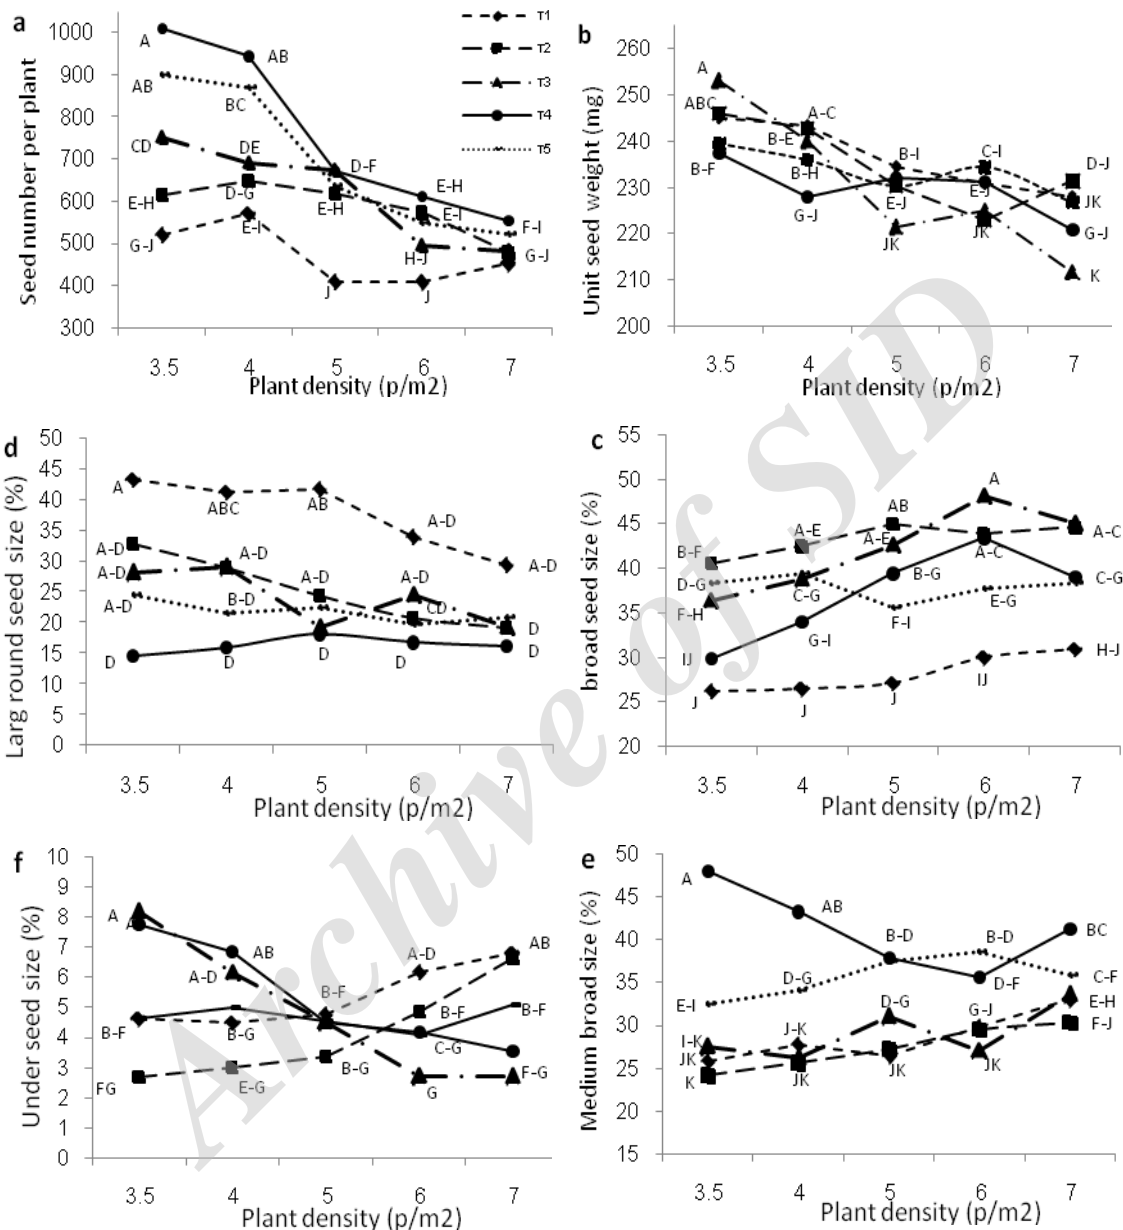 a
Seed number per plant
1000
900
800
700
600
500
400
300
A
AB
AB
BC
CD
DE
D-F
E-H
D-G
E-H
E-H
E-I
F-I
G-J
E-I
H-J
G-J
J
J
3.5 4 5 6 7
Plant density (p/m2)
T1
T2
T3
T4
T5
b
Unit seed weight (mg)
260
250
240
230
220
210
200
A
ABC
A-C
B-E
B-I
C-I
D-J
B-F
B-H
E-J
E-J
JK
G-J
JK
JK
G-J
K
3.5 4 5 6 7
Plant density (p/m2)
d
Larg round seed size (%)
50
45
40
35
30
25
20
15
10
5
0
A
ABC
AB
A-D
A-D
A-D
A-D
A-D
A-D
A-D
B-D
CD
D
D
D
D
D
D
3.5 4 5 6 7
Plant density (p/m2)
c
broad seed size (%)
55
50
45
40
35
30
25
20
A
AB
A-E
A-E
A-C
A-C
B-F
D-G
C-G
B-G
C-G
F-H
F-I
E-G
G-I
IJ
H-J
J
J
J
IJ
3.5 4 5 6 7
Plant density (p/m2)
f
Under seed size (%)
10
9
8
7
6
5
4
3
2
1
0
A
A
AB
A-D
AB
A-D
B-F
B-F
B-F
B-F
B-G
C-G
FG
E-G
B-G
G
F-G
3.5 4 5 6 7
Plant density (p/m2)
e
Medium broad size (%)
50
45
40
35
30
25
20
15
A
AB
B-D
B-D
BC
D-F
C-F
E-I
D-G
D-G
G-J
E-H
F-J
I-K
J-K
JK
K
JK
JK
JK
3.5 4 5 6 7
Plant density (p/m2)
Archive of SID